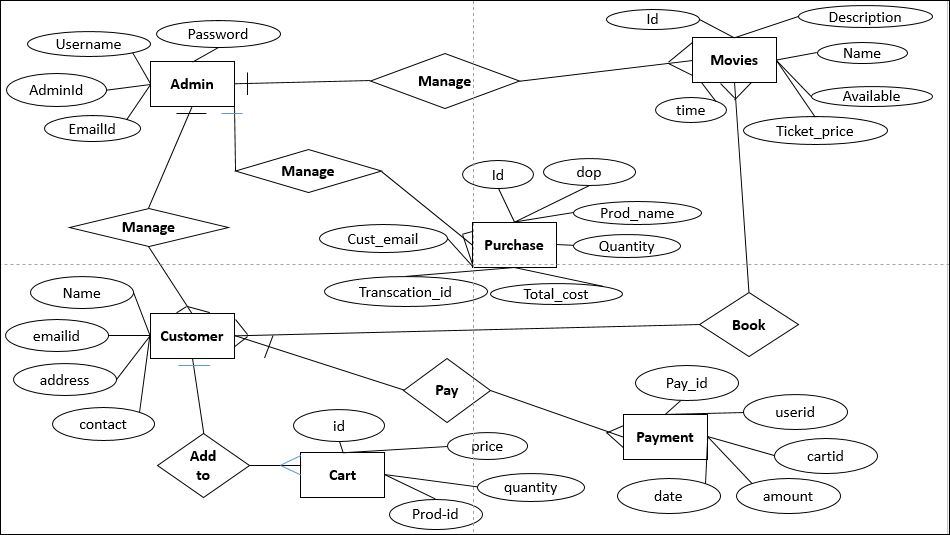 Id
Description
Username
Password
Name
Admin
Manage
Movies
AdminId
Available
EmailId
time
Ticket_price
Manage
Id
dop
Prod_name
Manage
Cust_email
Purchase
Quantity
Name
Transcation_id
Total_cost
emailid
Customer
Book
address
Pay
Pay_id
contact
id
userid
price
Payment
Add
to
Cart
cartid
quantity
Prod-id
date
amount